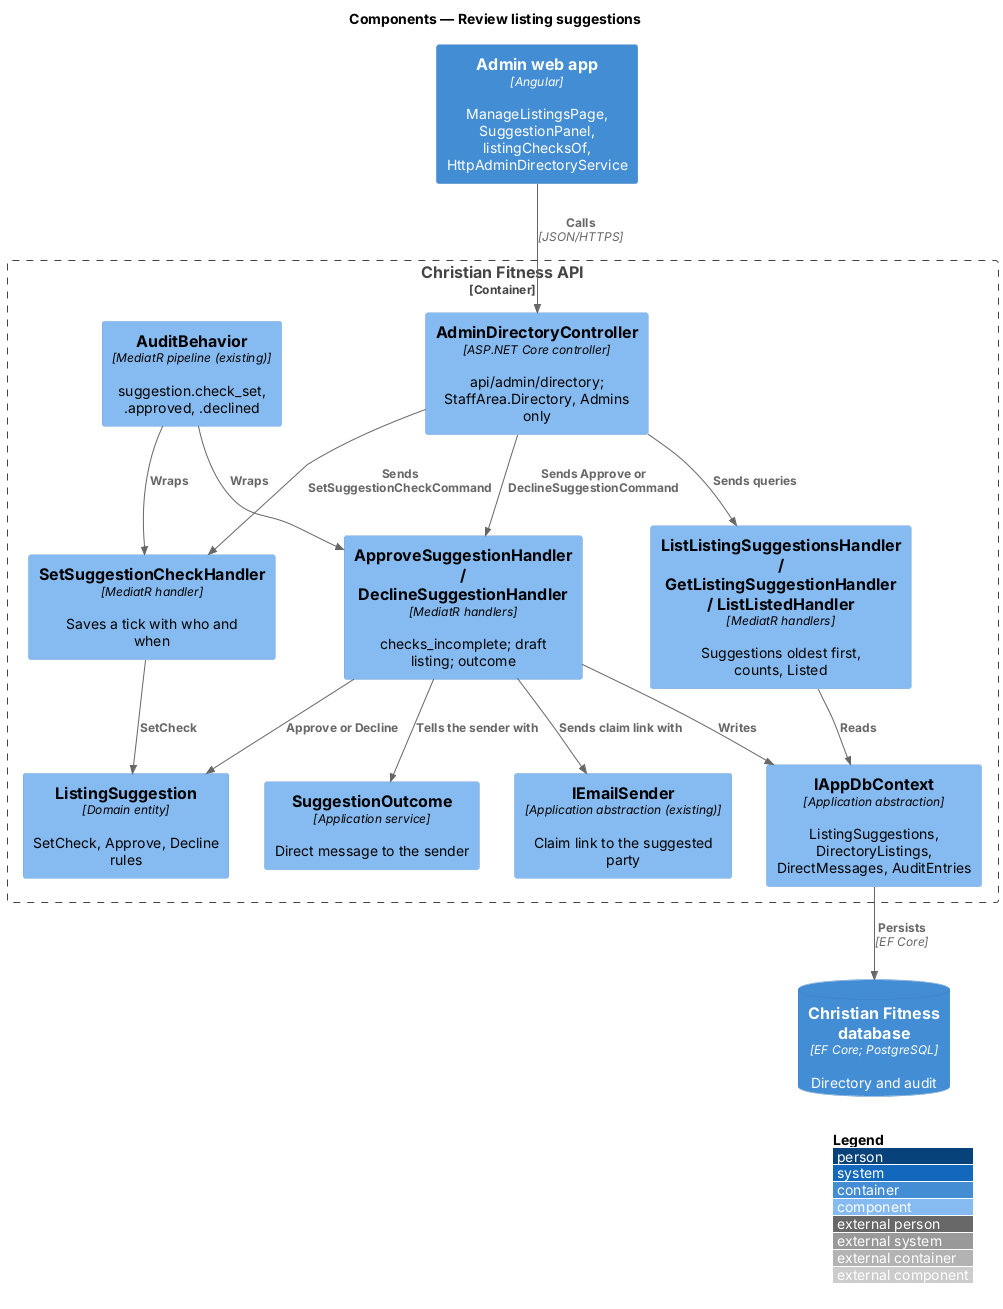 Components — Review listing suggestions
Admin web app
[Angular]
ManageListingsPage,
SuggestionPanel,
listingChecksOf,
HttpAdminDirectoryService
Calls
[JSON/HTTPS]
Christian Fitness API
[Container]
AuditBehavior
[MediatR pipeline (existing)]
suggestion.check_set,
.approved, .declined
AdminDirectoryController
[ASP.NET Core controller]
api/admin/directory;
StaffArea.Directory, Admins
only
Wraps
Wraps
Sends
SetSuggestionCheckCommand
Sends Approve or
DeclineSuggestionCommand
Sends queries
SetSuggestionCheckHandler
[MediatR handler]
Saves a tick with who and
when
ApproveSuggestionHandler
/
DeclineSuggestionHandler
[MediatR handlers]
checks_incomplete; draft
listing; outcome
ListListingSuggestionsHandler
/
GetListingSuggestionHandler
/ ListListedHandler
[MediatR handlers]
Suggestions oldest first,
counts, Listed
SetCheck
Approve or Decline
Tells the sender with
Sends claim link with
Writes
Reads
ListingSuggestion
[Domain entity]
SetCheck, Approve, Decline
rules
SuggestionOutcome
[Application service]
Direct message to the sender
IEmailSender
[Application abstraction (existing)]
Claim link to the suggested
party
IAppDbContext
[Application abstraction]
ListingSuggestions,
DirectoryListings,
DirectMessages, AuditEntries
Persists
[EF Core]
Christian Fitness
database
[EF Core; PostgreSQL]
Directory and audit
Legend
person
system
container
component
external person
external system
external container
external component